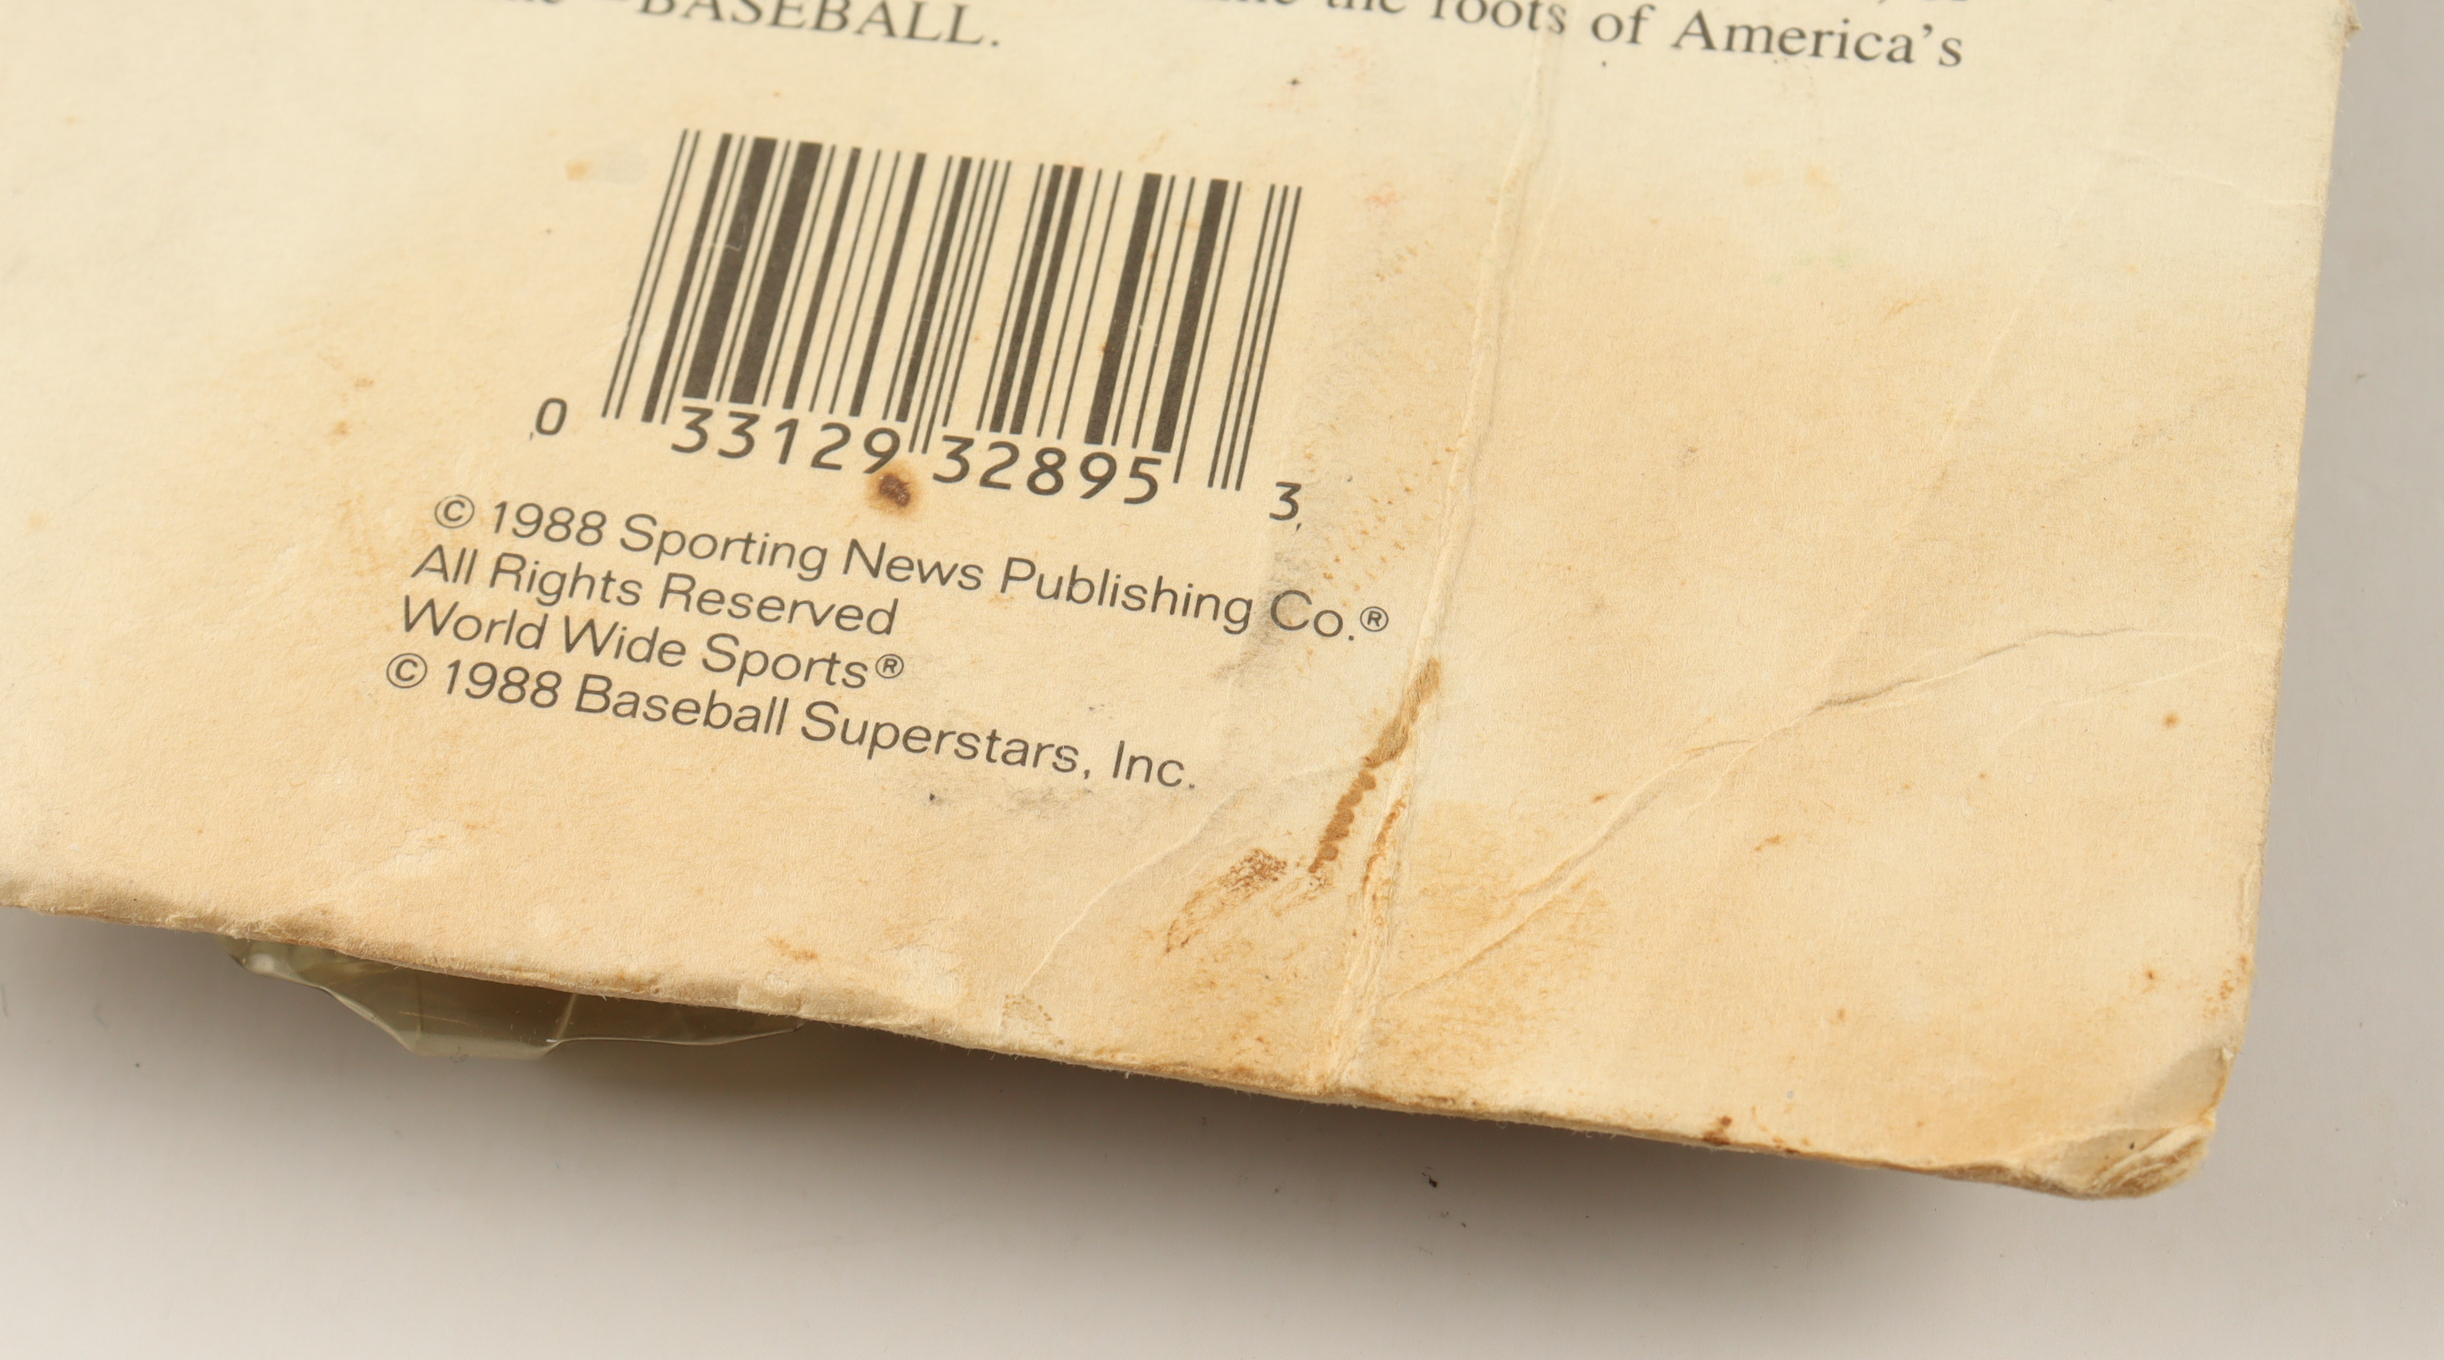 BASEBALL.
the roots of America's
0 33129 32895 3
© 1988 Sporting News Publishing Co.®
All Rights Reserved
World Wide Sports®
© 1988 Baseball Superstars, Inc.